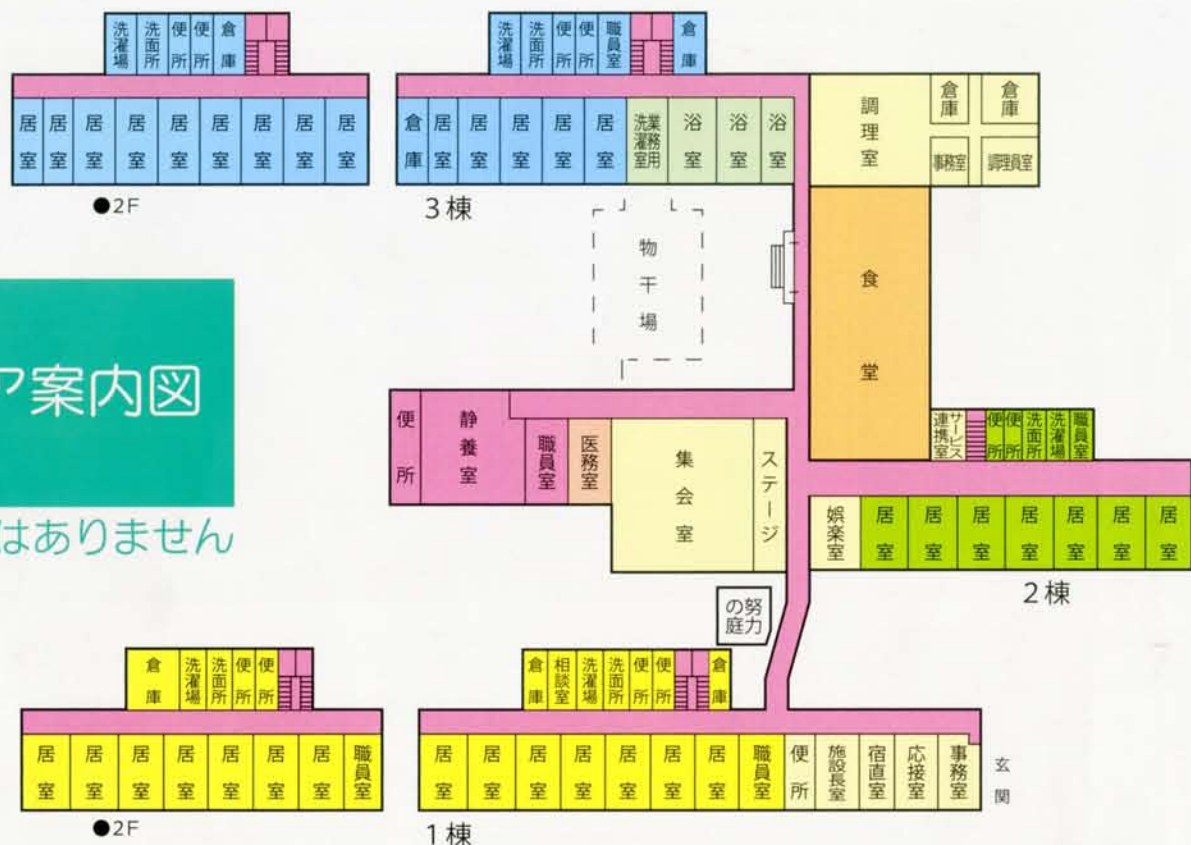 洗濯場 洗面所 便所 便所 倉庫
居室 居室 居室 居室 居室 居室 居室 居室
●2F
洗濯場 洗面所 便所 便所 職員室 倉庫
倉庫 居室 居室 居室 居室 居室 業務用洗濯室 浴室 浴室 浴室
3棟
調理室 倉庫 倉庫
事務室 調理員室
物干場
食堂
ア案内図
はありません
便所 静養室 職員室 医務室 集会室 ステージ
サービス連携室 便所 便所 洗面所 洗濯場 職員室
娯楽室 居室 居室 居室 居室 居室 居室 居室
2棟
努力の庭
倉庫 洗濯場 洗面所 便所 便所
居室 居室 居室 居室 居室 居室 居室 職員室
●2F
倉庫 相談室 洗濯場 洗面所 便所 便所 倉庫
居室 居室 居室 居室 居室 居室 居室 職員室 便所 施設長室 宿直室 応接室 事務室
玄関
1棟